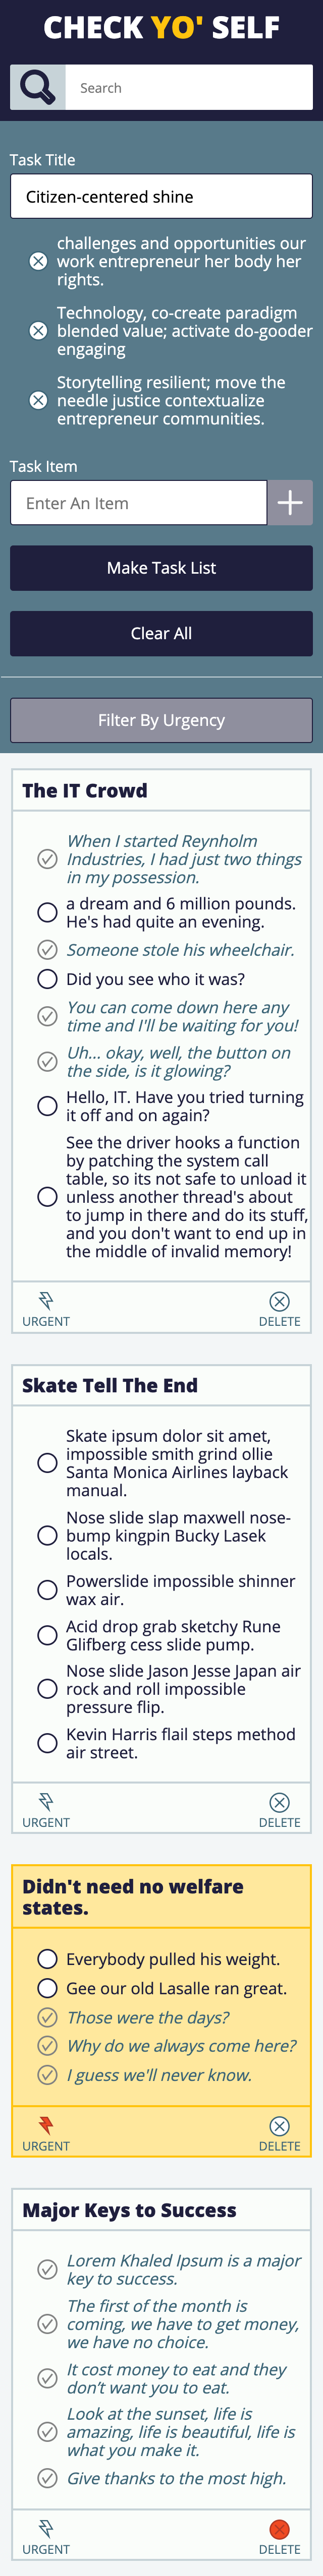 CHECK YO' SELF
Search
Task Title
Citizen-centered shine
challenges and opportunities our
work entrepreneur her body her
rights.
Technology, co-create paradigm
blended value; activate do-gooder
engaging
Storytelling resilient; move the
needle justice contextualize
entrepreneur communities.
Task Item
Enter An Item
Make Task List
Clear All
Filter By Urgency
The IT Crowd
When I started Reynholm
Industries, I had just two things
in my possession.
a dream and 6 million pounds.
He's had quite an evening.
Someone stole his wheelchair.
Did you see who it was?
You can come down here any
time and I'll be waiting for you!
Uh... okay, well, the button on
the side, is it glowing?
Hello, IT. Have you tried turning
it off and on again?
See the driver hooks a function
by patching the system call
table, so its not safe to unload it
unless another thread's about
to jump in there and do its stuff,
and you don't want to end up in
the middle of invalid memory!
URGENT DELETE
Skate Tell The End
Skate ipsum dolor sit amet,
impossible smith grind ollie
Santa Monica Airlines layback
manual.
Nose slide slap maxwell nose-
bump kingpin Bucky Lasek
locals.
Powerslide impossible shinner
wax air.
Acid drop grab sketchy Rune
Glifberg cess slide pump.
Nose slide Jason Jesse Japan air
rock and roll impossible
pressure flip.
Kevin Harris flail steps method
air street.
URGENT DELETE
Didn't need no welfare
states.
Everybody pulled his weight.
Gee our old Lasalle ran great.
Those were the days?
Why do we always come here?
I guess we'll never know.
URGENT DELETE
Major Keys to Success
Lorem Khaled Ipsum is a major
key to success.
The first of the month is
coming, we have to get money,
we have no choice.
It cost money to eat and they
don't want you to eat.
Look at the sunset, life is
amazing, life is beautiful, life is
what you make it.
Give thanks to the most high.
URGENT DELETE